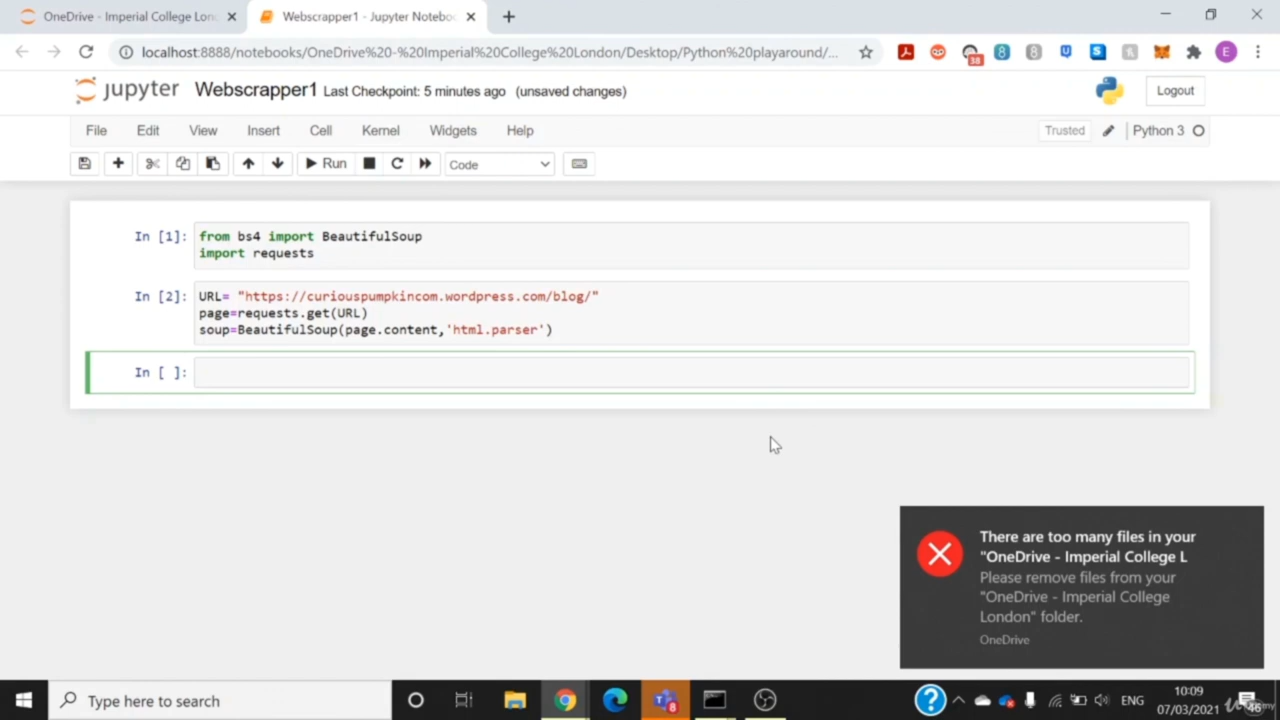 OneDrive - Imperial College Lon
Webscrapper1 - Jupyter Notebo
localhost:8888/notebooks/OneDrive%20-%20Imperial%20College%20London/Desktop/Python%20playaround/...
38
E
jupyter Webscrapper1 Last Checkpoint: 5 minutes ago (unsaved changes)
Logout
File Edit View Insert Cell Kernel Widgets Help
Trusted
Python 3
Run
Code
In [1]: from bs4 import BeautifulSoup
import requests
In [2]: URL= "https://curiouspumpkincom.wordpress.com/blog/"
page=requests.get(URL)
soup=BeautifulSoup(page.content,'html.parser')
In [ ]:
There are too many files in your
"OneDrive - Imperial College L
Please remove files from your
"OneDrive - Imperial College
London" folder.
OneDrive
Type here to search
8
ENG
10:09
07/03/2021
46